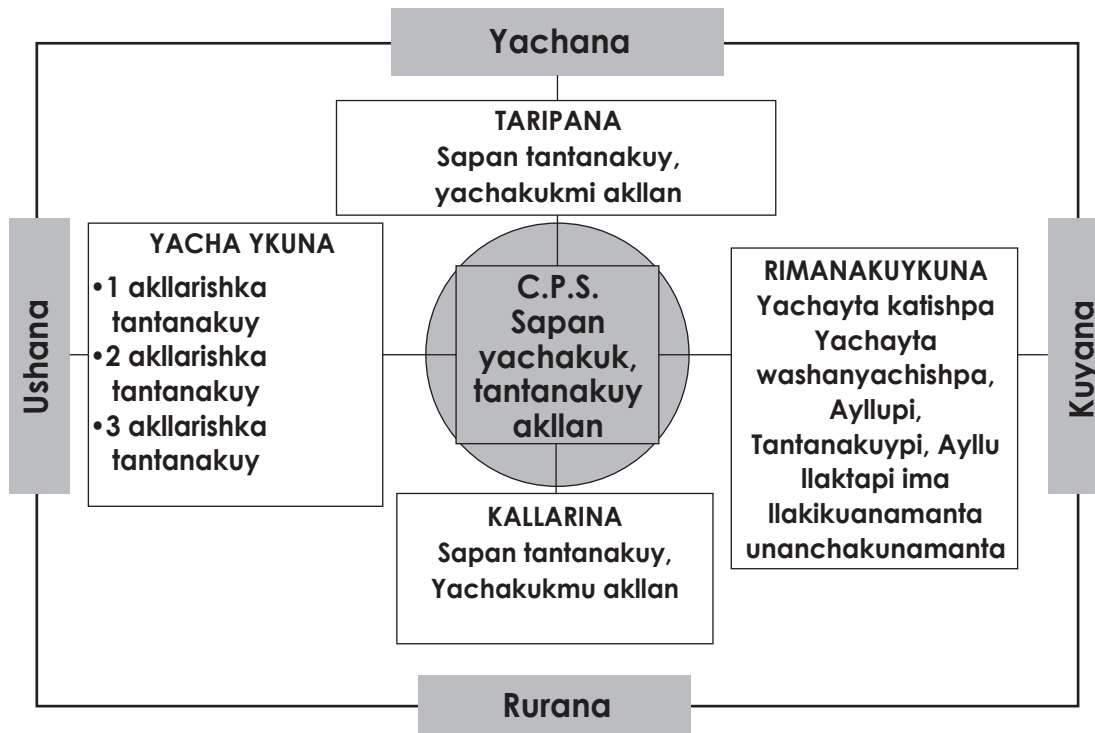 Yachana
TARIPANA
Sapan tantanakuy,
yachakukmi akllan
Ushana
YACHA YKUNA
•1 akllarishka
tantanakuy
•2 akllarishka
tantanakuy
•3 akllarishka
tantanakuy
C.P.S.
Sapan
yachakuk,
tantanakuy
akllan
RIMANAKUYKUNA
Yachayta katishpa
Yachayta
washanyachishpa,
Ayllupi,
Tantanakuypi, Ayllu
llaktapi ima
llakikuanamanta
unanchakunamanta
Kuyana
KALLARINA
Sapan tantanakuy,
Yachakukmu akllan
Rurana